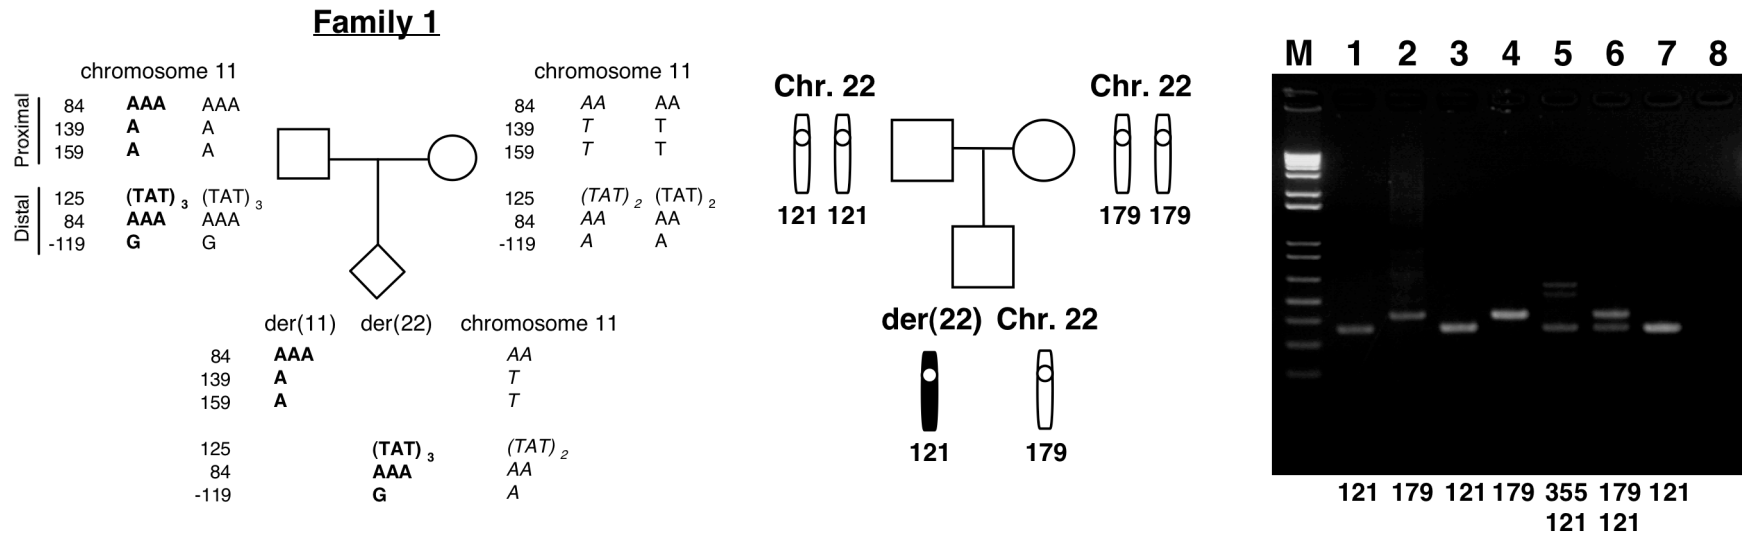 Family 1
chromosome 11
Proximal
84 AAA AAA
139 A A
159 A A
Distal
125 (TAT) 3 (TAT) 3
84 AAA AAA
-119 G G
chromosome 11
84 AA AA
139 T T
159 T T
125 (TAT) 2 (TAT) 2
84 AA AA
-119 A A
der(11) der(22) chromosome 11
84 AAA AA
139 A T
159 A T
125 (TAT) 3 (TAT) 2
84 AAA AA
-119 G A
Chr. 22 Chr. 22
121 121 179 179
der(22) Chr. 22
121 179
M 1 2 3 4 5 6 7 8
121 179 121 179 355 179 121
121 121